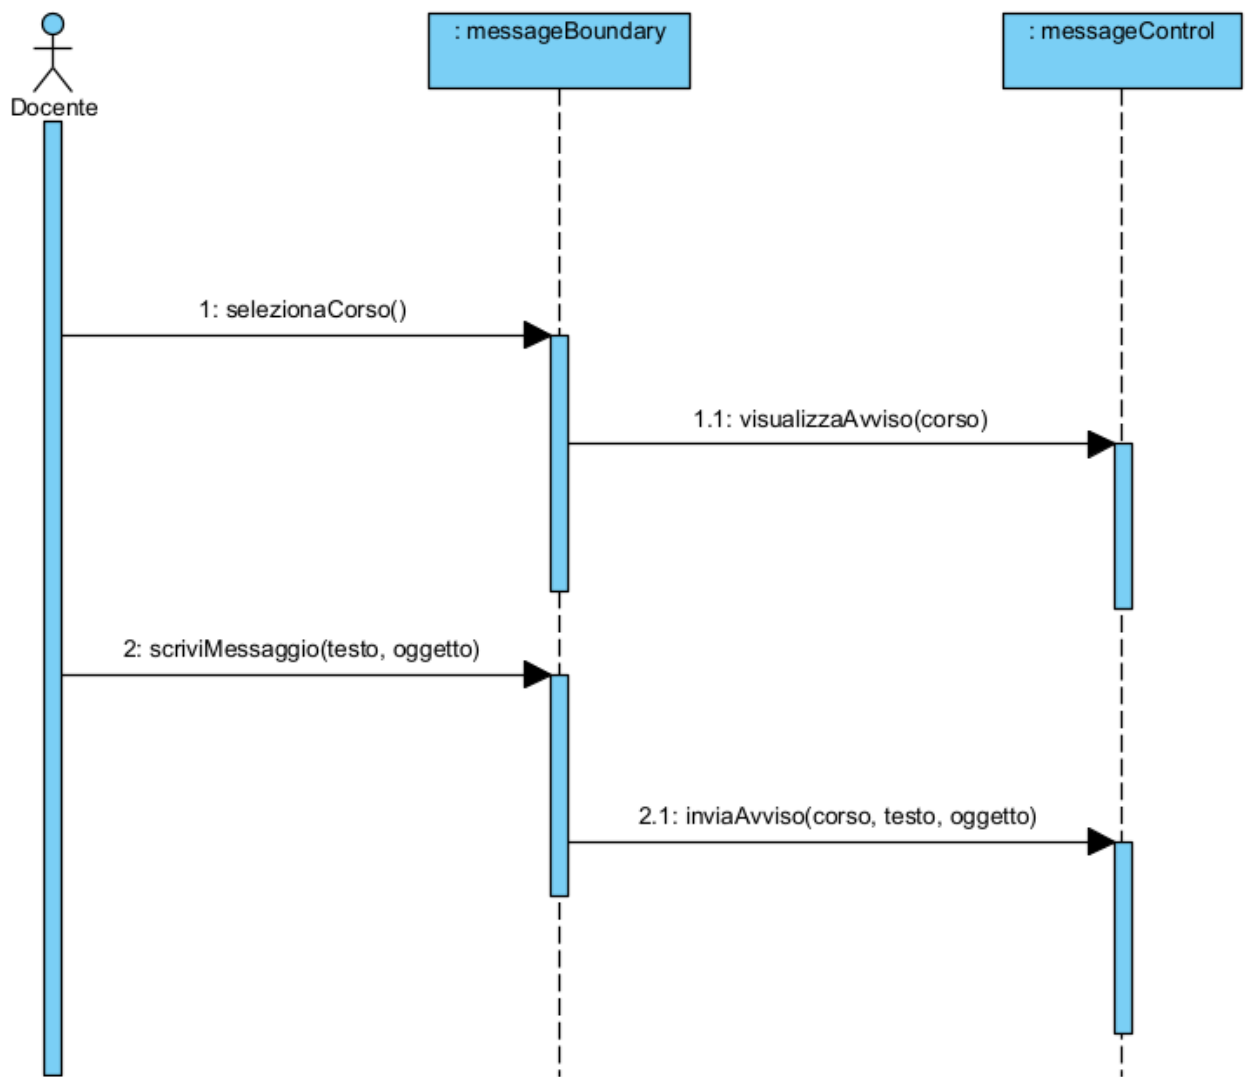 : messageBoundary
: messageControl
Docente
1: selezionaCorso()
1.1: visualizzaAvviso(corso)
2: scriviMessaggio(testo, oggetto)
2.1: inviaAvviso(corso, testo, oggetto)